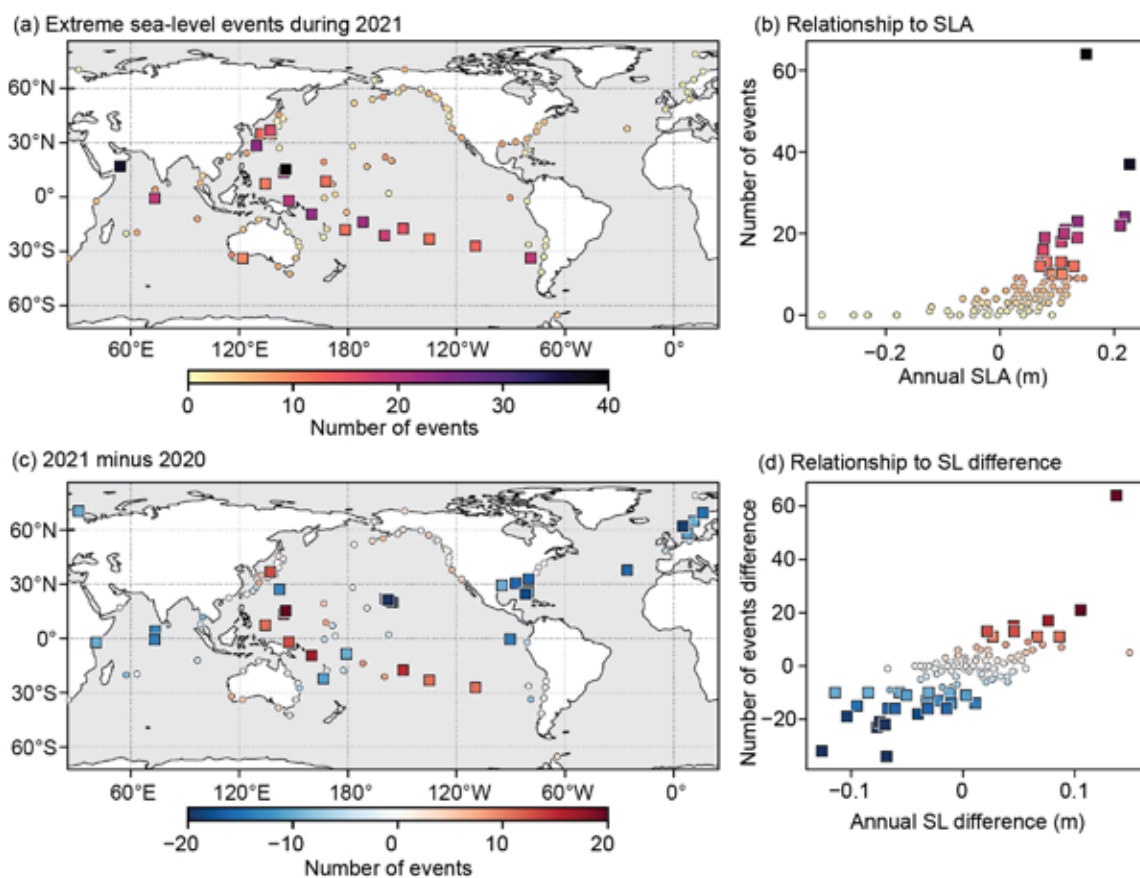 (a) Extreme sea-level events during 2021
60°N
30°N
0°
30°S
60°S
60°E 120°E 180° 120°W 60°W 0°
0 10 20 30 40
Number of events
(b) Relationship to SLA
Number of events
60
40
20
0
−0.2 0 0.2
Annual SLA (m)
(c) 2021 minus 2020
60°N
30°N
0°
30°S
60°S
60°E 120°E 180° 120°W 60°W 0°
−20 −10 0 10 20
Number of events
(d) Relationship to SL difference
Number of events difference
60
40
20
0
−20
−0.1 0 0.1
Annual SL difference (m)